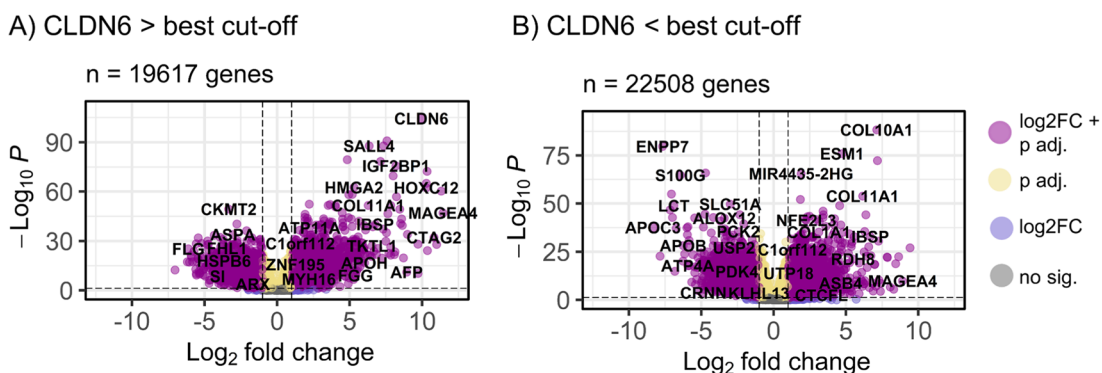 A) CLDN6 > best cut-off
n = 19617 genes
−Log10 P
90
60
30
0
CLDN6
SALL4
IGF2BP1
HMGA2 HOXC12
COL11A1
CKMT2 MAGEA4
ATP11A IBSP
ASPA CTAG2
FLG FHL1 C1orf112 TKTL1
HSPB6 ZNF195 APOH
SI MYH16 FGG AFP
ARX
-10 -5 0 5 10
Log2 fold change
B) CLDN6 < best cut-off
n = 22508 genes
−Log10 P
75
50
25
0
COL10A1
ENPP7 ESM1
S100G MIR4435-2HG
LCT SLC51A COL11A1
APOC3 ALOX12 NFE2L3
PCK2 COL1A1 IBSP
APOB USP2 C1orf112
ATP4A PDK4 UTP18 RDH8
ASB4 MAGEA4
CRNN KLHL13 CTCFL
-10 -5 0 5 10
Log2 fold change
log2FC +
p adj.
p adj.
log2FC
no sig.